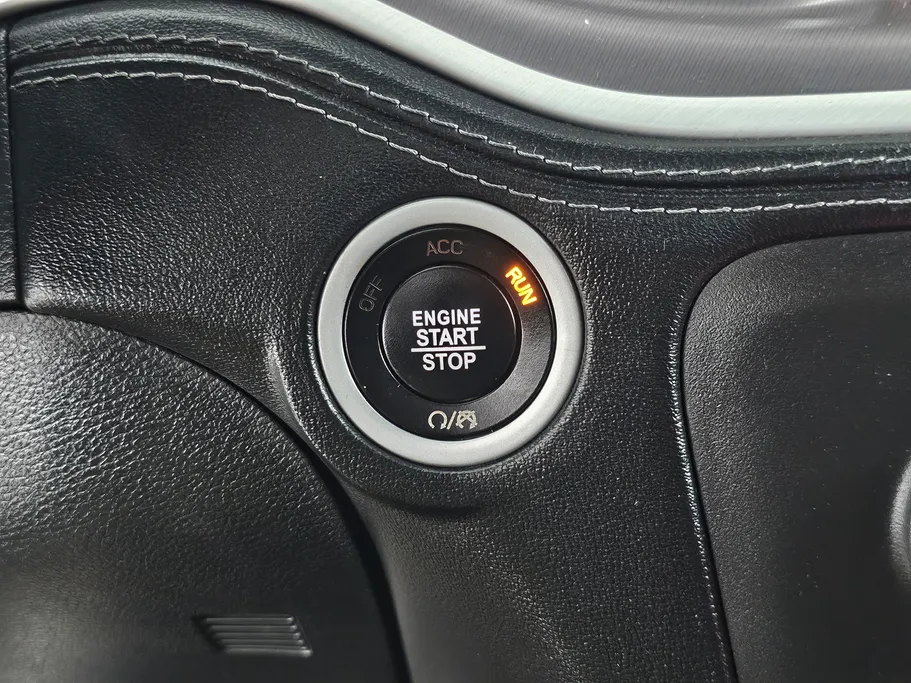 ACC
OFF
RUN
ENGINE
START
STOP